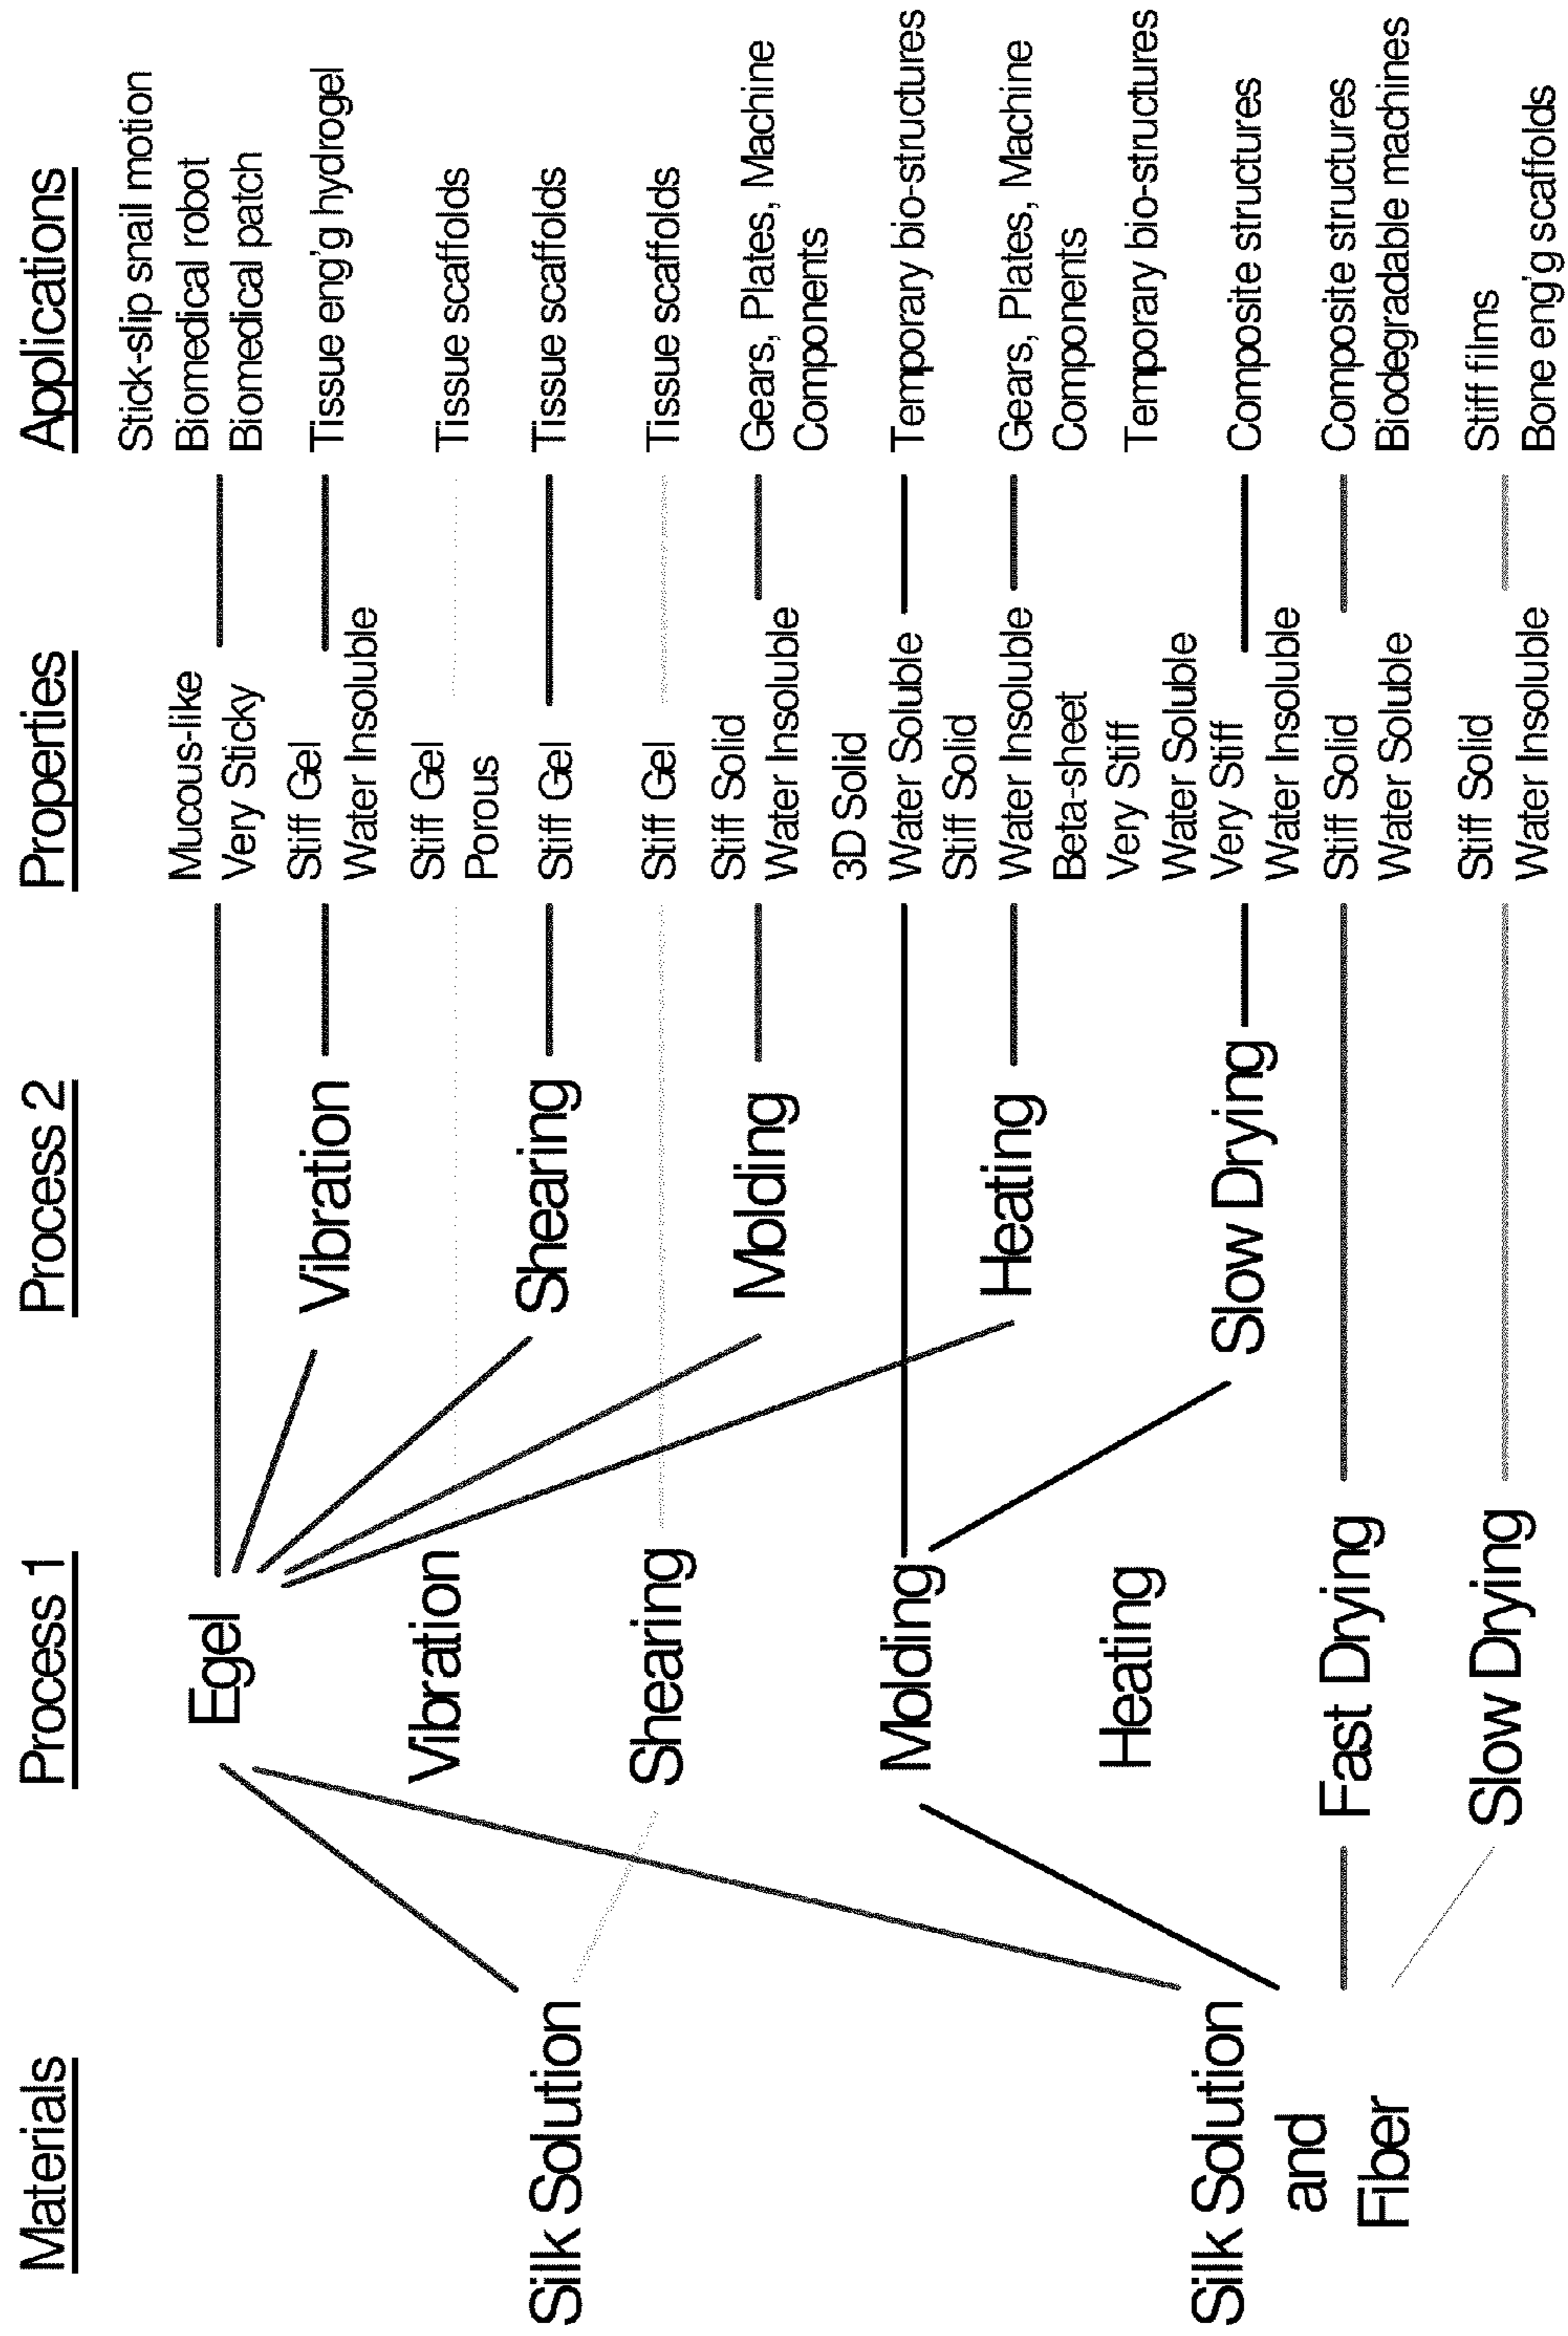 Materials
Process 1
Process 2
Properties
Applications
Silk Solution
Silk Solution
and
Fiber
Egel
Vibration
Shearing
Molding
Heating
Fast Drying
Slow Drying
Vibration
Shearing
Molding
Heating
Slow Drying
Mucous-like
Very Sticky
Stiff Gel
Water Insoluble
Stiff Gel
Porous
Stiff Gel
Stiff Gel
Stiff Solid
Water Insoluble
3D Solid
Water Soluble
Stiff Solid
Water Insoluble
Beta-sheet
Very Stiff
Water Soluble
Very Stiff
Water Insoluble
Stiff Solid
Water Soluble
Stiff Solid
Water Insoluble
Stick-slip snail motion
Biomedical robot
Biomedical patch
Tissue eng'g hydrogel
Tissue scaffolds
Tissue scaffolds
Tissue scaffolds
Gears, Plates, Machine
Components
Temporary bio-structures
Gears, Plates, Machine
Components
Temporary bio-structures
Composite structures
Composite structures
Biodegradable machines
Stiff films
Bone eng'g scaffolds